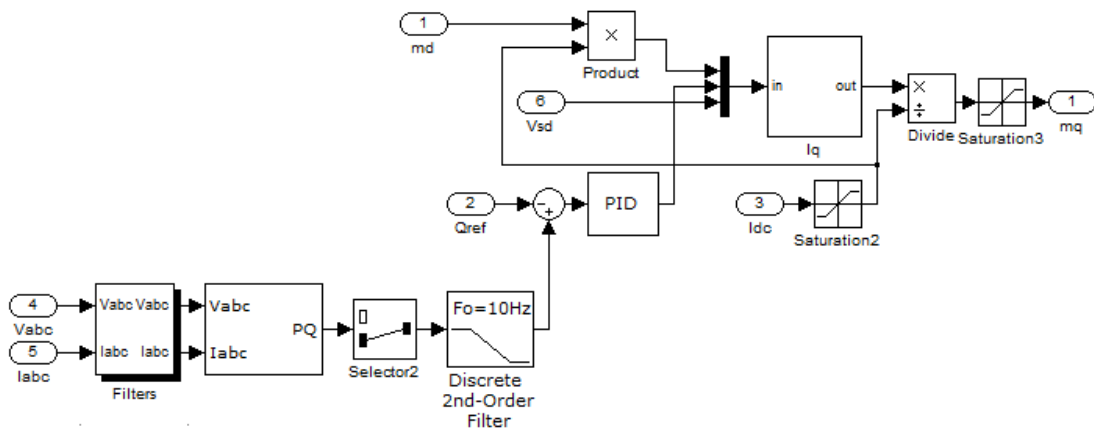 1
md
×
Product
6
Vsd
in
out
Iq
×
÷
Divide
Saturation3
1
mq
2
Qref
-
+
PID
3
Idc
Saturation2
4
Vabc
5
Iabc
Vabc
Vabc
Iabc
Iabc
Filters
Vabc
Iabc
PQ
Selector2
Fo=10Hz
Discrete
2nd-Order
Filter